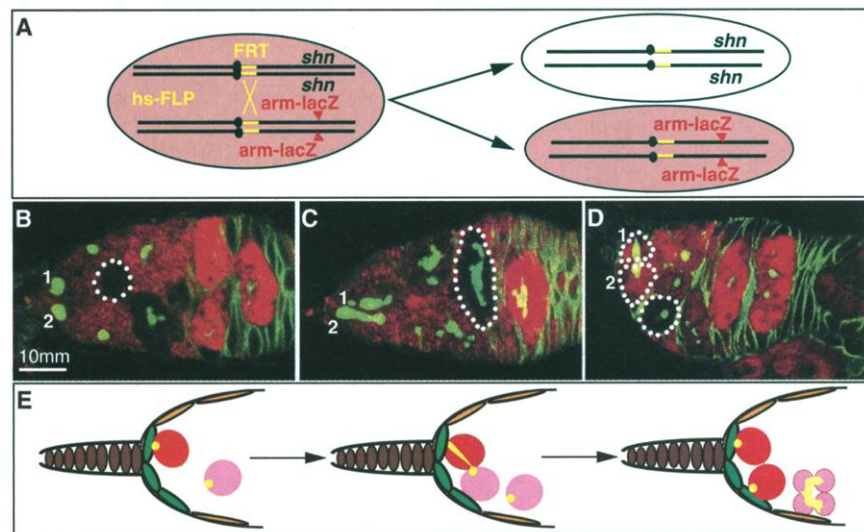 A
FRT
shn
shn
hs-FLP
arm-lacZ
arm-lacZ
shn
shn
arm-lacZ
arm-lacZ
B
1
2
10mm
C
1
2
D
1
2
E